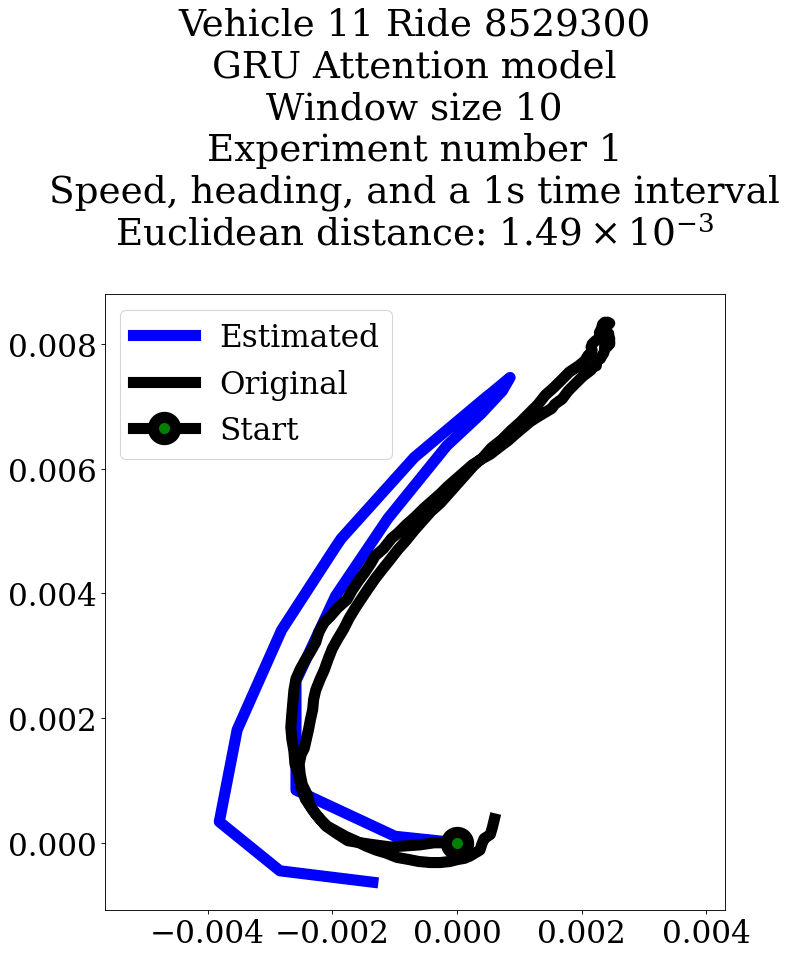 Vehicle 11 Ride 8529300
GRU Attention model
Window size 10
Experiment number 1
Speed, heading, and a 1s time interval
Euclidean distance: 1.49 × 10⁻³
Estimated
Original
Start
0.008
0.006
0.004
0.002
0.000
−0.004 −0.002 0.000 0.002 0.004